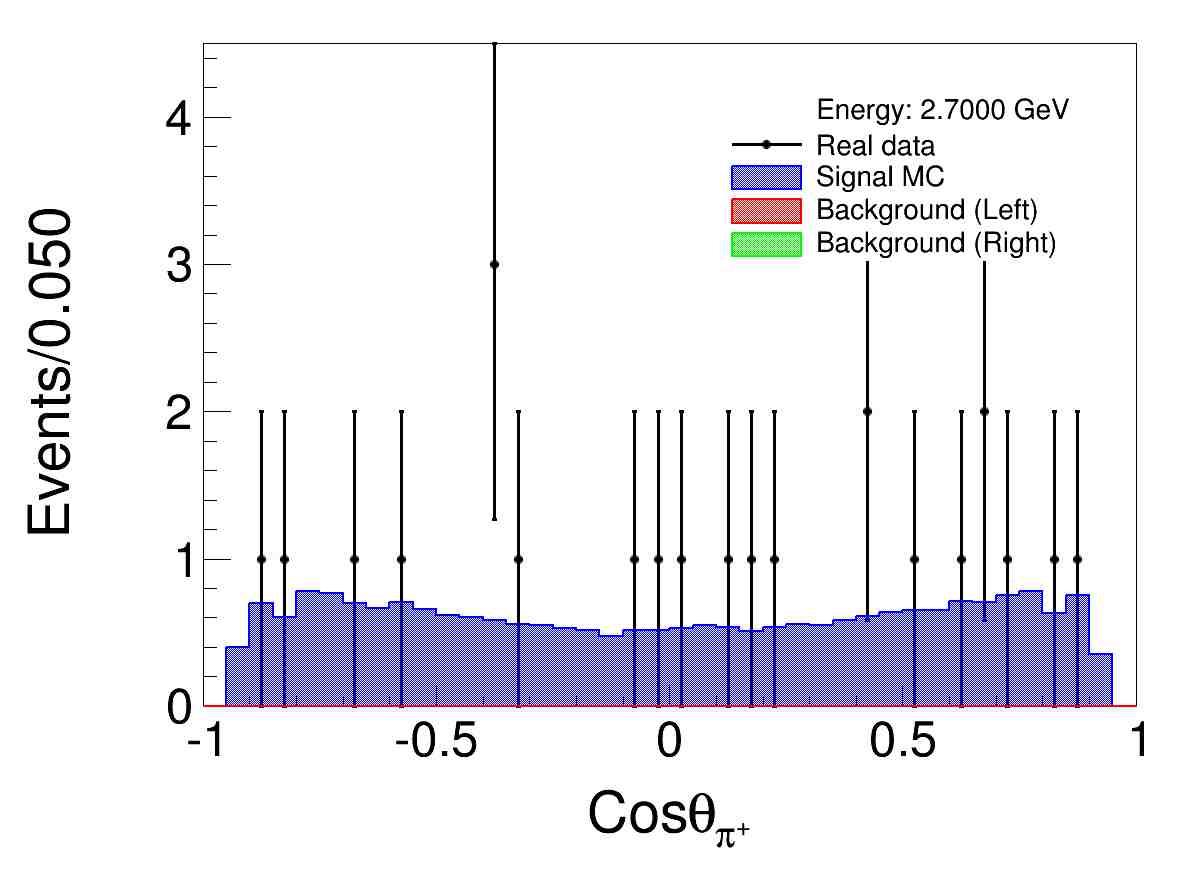 Energy: 2.7000 GeV
Real data
Signal MC
Background (Left)
Background (Right)
Events/0.050
4
3
2
1
0
-1 -0.5 0 0.5 1
Cosθπ+